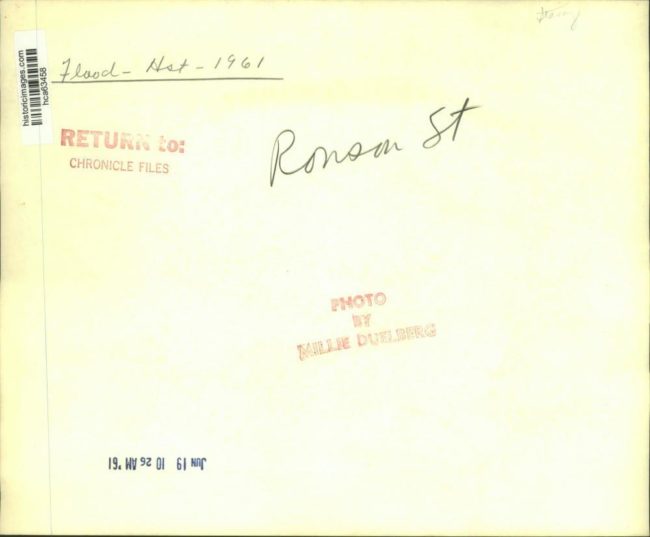 historicimages.com
hca63458
Flood - Hst - 1961
RETURN to:
CHRONICLE FILES
Ronson St
PHOTO
BY
MILLIE DUELBERG
JUN 19 10 26 AM '61